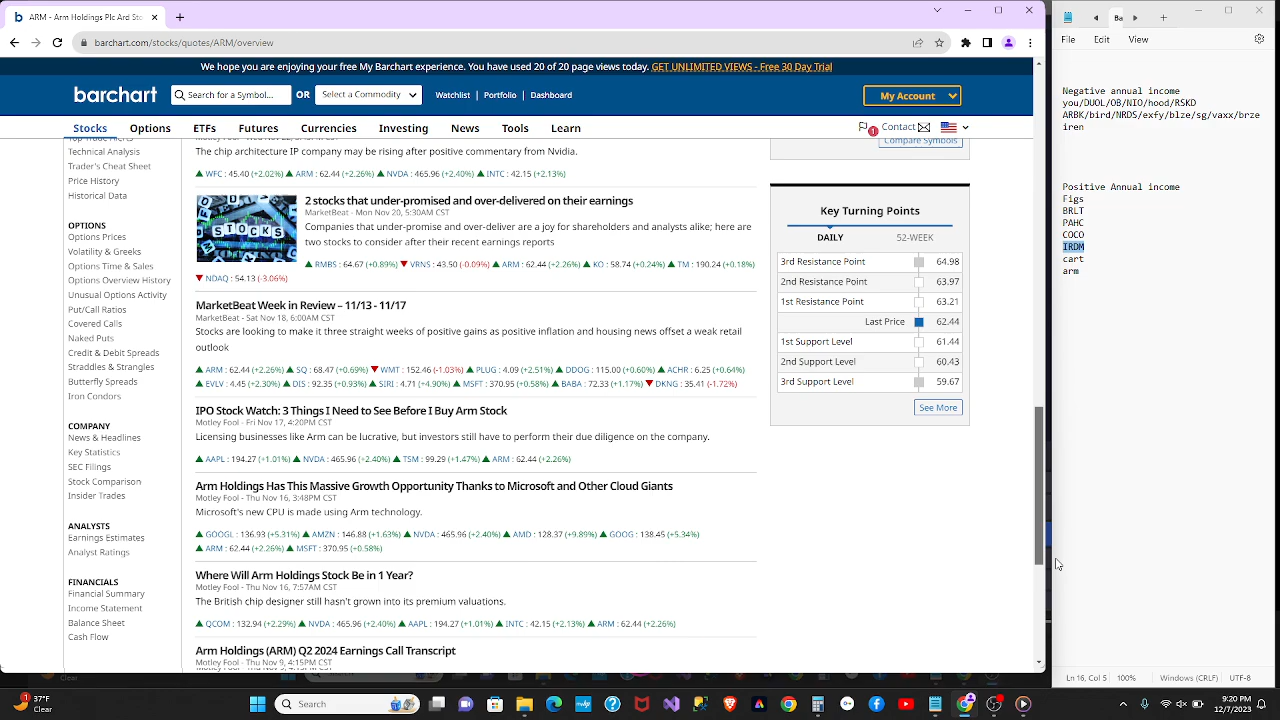 ARM - Arm Holdings Plc Ard Sto
barchart.com/stocks/quotes/ARM/overview
We hope you are enjoying your free My Barchart experience. You have used 20 of 20 page views today. GET UNLIMITED VIEWS - Free 30 Day Trial
barchart Search for a Symbol... OR Select a Commodity Watchlist | Portfolio | Dashboard My Account
Stocks Options ETFs Futures Currencies Investing News Tools Learn Contact
Technical Analysis
Trader's Cheat Sheet
Price History
Historical Data
OPTIONS
Options Prices
Volatility & Greeks
Options Time & Sales
Options Overview History
Unusual Options Activity
Put/Call Ratios
Covered Calls
Naked Puts
Credit & Debit Spreads
Straddles & Strangles
Butterfly Spreads
Iron Condors
COMPANY
News & Headlines
Key Statistics
SEC Filings
Stock Comparison
Insider Trades
ANALYSTS
Earnings Estimates
Analyst Ratings
FINANCIALS
Financial Summary
Income Statement
Balance Sheet
Cash Flow
The chip architecture IP company may be rising after positive commentary from Nvidia.
WFC : 45.40 (+2.02%) ARM : 62.44 (+2.26%) NVDA : 465.96 (+2.40%) INTC : 42.15 (+2.13%)
STOCKS
2 stocks that under-promised and over-delivered on their earnings
MarketBeat - Mon Nov 20, 5:30AM CST
Companies that under-promise and over-deliver are a joy for shareholders and analysts alike; here are
two stocks to consider after their recent earnings reports
RMBS : 64.67 (+0.89%) VRNS : 43.50 (-0.09%) ARM : 62.44 (+2.26%) KO : 58.74 (+0.24%) TM : 190.24 (+0.18%)
NDAQ : 54.13 (-3.06%)
MarketBeat Week in Review – 11/13 - 11/17
MarketBeat - Sat Nov 18, 6:00AM CST
Stocks are looking to make it three straight weeks of positive gains as positive inflation and housing news offset a weak retail
outlook
ARM : 62.44 (+2.26%) SQ : 68.47 (+0.69%) WMT : 152.46 (-1.03%) PLUG : 4.09 (+2.51%) DDOG : 115.00 (+0.60%) ACHR : 6.25 (+0.64%)
EVLV : 4.45 (+2.30%) DIS : 92.35 (+0.93%) SIRI : 4.71 (+4.90%) MSFT : 370.95 (+0.58%) BABA : 72.33 (+1.17%) DKNG : 35.41 (-1.72%)
IPO Stock Watch: 3 Things I Need to See Before I Buy Arm Stock
Motley Fool - Fri Nov 17, 4:20PM CST
Licensing businesses like Arm can be lucrative, but investors still have to perform their due diligence on the company.
AAPL : 194.27 (+1.01%) NVDA : 465.96 (+2.40%) TSM : 99.29 (+1.47%) ARM : 62.44 (+2.26%)
Arm Holdings Has This Massive Growth Opportunity Thanks to Microsoft and Other Cloud Giants
Motley Fool - Thu Nov 16, 3:48PM CST
Microsoft's new CPU is made using Arm technology.
GOOGL : 136.93 (+5.31%) AMZN : 146.88 (+1.63%) NVDA : 465.96 (+2.40%) AMD : 128.37 (+9.89%) GOOG : 138.45 (+5.34%)
ARM : 62.44 (+2.26%) MSFT : 370.95 (+0.58%)
Where Will Arm Holdings Stock Be in 1 Year?
Motley Fool - Thu Nov 16, 7:57AM CST
The British chip designer still hasn't grown into its premium valuations.
QCOM : 132.94 (+2.29%) NVDA : 465.96 (+2.40%) AAPL : 194.27 (+1.01%) INTC : 42.15 (+2.13%) ARM : 62.44 (+2.26%)
Arm Holdings (ARM) Q2 2024 Earnings Call Transcript
Motley Fool - Thu Nov 9, 4:15PM CST
Compare Symbols
Key Turning Points
DAILY 52-WEEK
3rd Resistance Point 64.98
2nd Resistance Point 63.97
1st Resistance Point 63.21
Last Price 62.44
1st Support Level 61.44
2nd Support Level 60.43
3rd Support Level 59.67
See More
Ba
File Edit View
Negative annual income
you/DUOL/OB/NIO/hood/RSKD
ARBK/bird/NRDS/exfy/blze/sg/vaxx/brze
iren
Positive Annual income
Figs
BRLT
PAHC
COCO
IRDM
cart
arm
Ln 16, Col 5 100% Windows (CRLF) UTF-8
37°F
Clear
Search
9:20 PM
12/7/2023